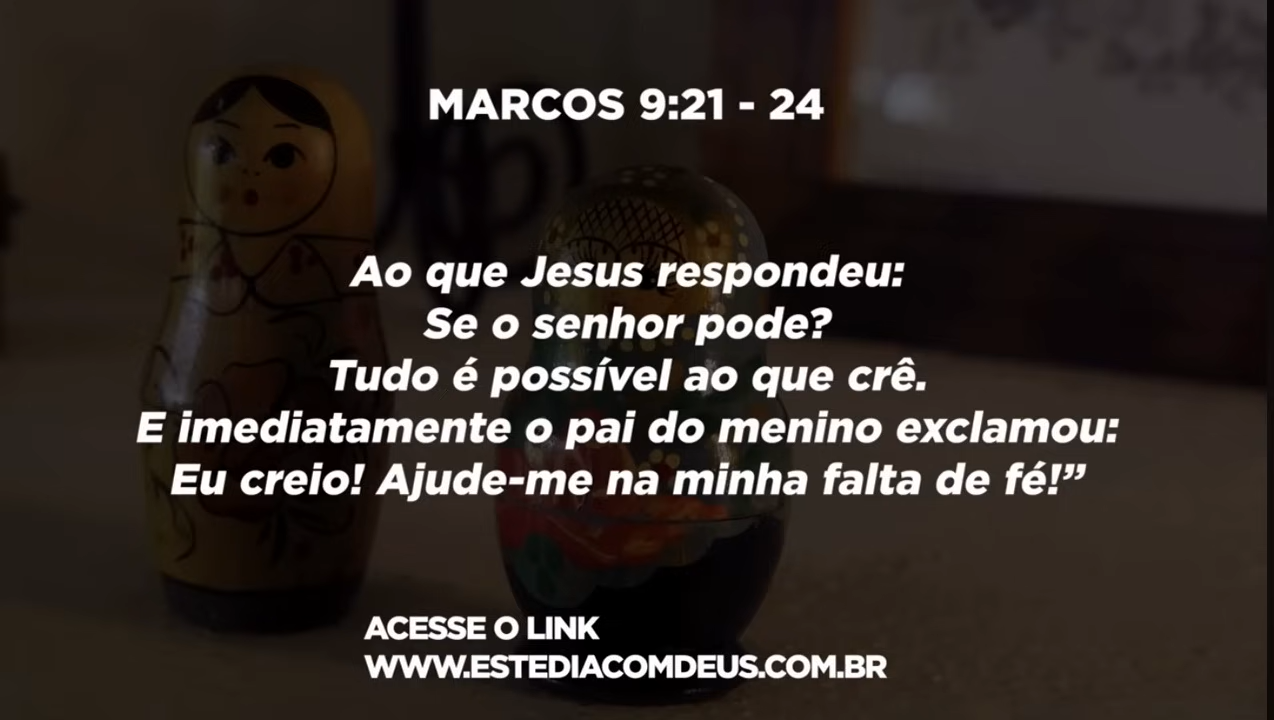 MARCOS 9:21 - 24
Ao que Jesus respondeu:
Se o senhor pode?
Tudo é possível ao que crê.
E imediatamente o pai do menino exclamou:
Eu creio! Ajude-me na minha falta de fé!”
ACESSE O LINK
WWW.ESTEDIACOMDEUS.COM.BR